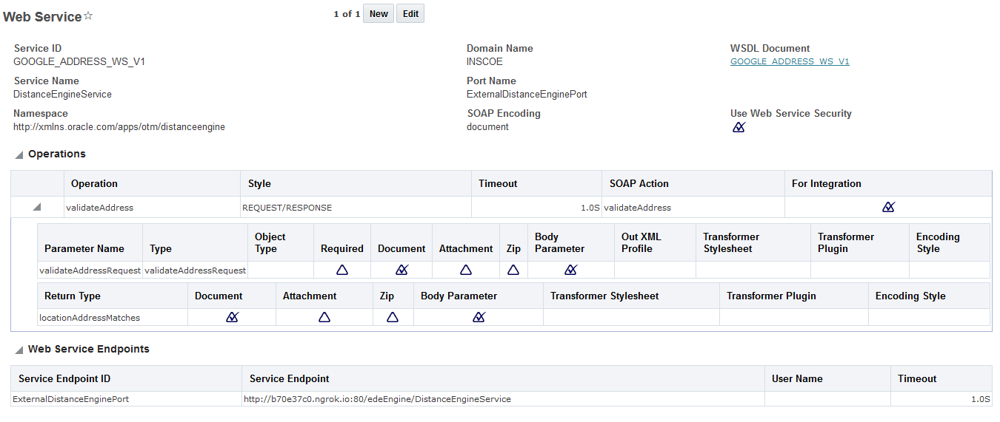 Web Service
1 of 1 New Edit
Service ID Domain Name WSDL Document
GOOGLE_ADDRESS_WS_V1 INSCOE GOOGLE_ADDRESS_WS_V1
Service Name Port Name
DistanceEngineService ExternalDistanceEnginePort
Namespace SOAP Encoding Use Web Service Security
http://xmlns.oracle.com/apps/otm/distanceengine document
Operations
Operation Style Timeout SOAP Action For Integration
validateAddress REQUEST/RESPONSE 1.0S validateAddress
Parameter Name Type Object Type Required Document Attachment Zip Body Parameter Out XML Profile Transformer Stylesheet Transformer Plugin Encoding Style
validateAddressRequest validateAddressRequest
Return Type Document Attachment Zip Body Parameter Transformer Stylesheet Transformer Plugin Encoding Style
locationAddressMatches
Web Service Endpoints
Service Endpoint ID Service Endpoint User Name Timeout
ExternalDistanceEnginePort http://b70e37c0.ngrok.io:80/edeEngine/DistanceEngineService 1.0S